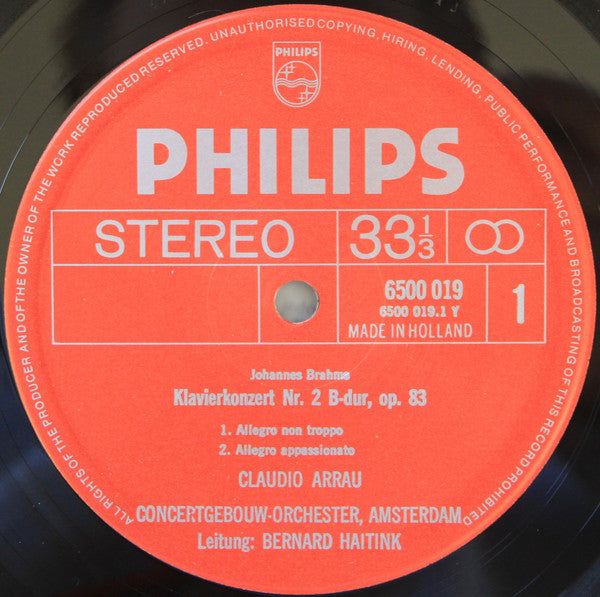 ALL RIGHTS OF THE PRODUCER AND OF THE OWNER OF THE WORK REPRODUCED RESERVED. UNAUTHORISED COPYING, HIRING, LENDING, PUBLIC PERFORMANCE AND BROADCASTING OF THIS RECORD PROHIBITED
PHILIPS
PHILIPS
STEREO 33 1/3
6500 019
6500 019.1 Y
MADE IN HOLLAND
1
Johannes Brahms
Klavierkonzert Nr. 2 B-dur, op. 83
1. Allegro non troppo
2. Allegro appassionato
CLAUDIO ARRAU
CONCERTGEBOUW-ORCHESTER, AMSTERDAM
Leitung: BERNARD HAITINK